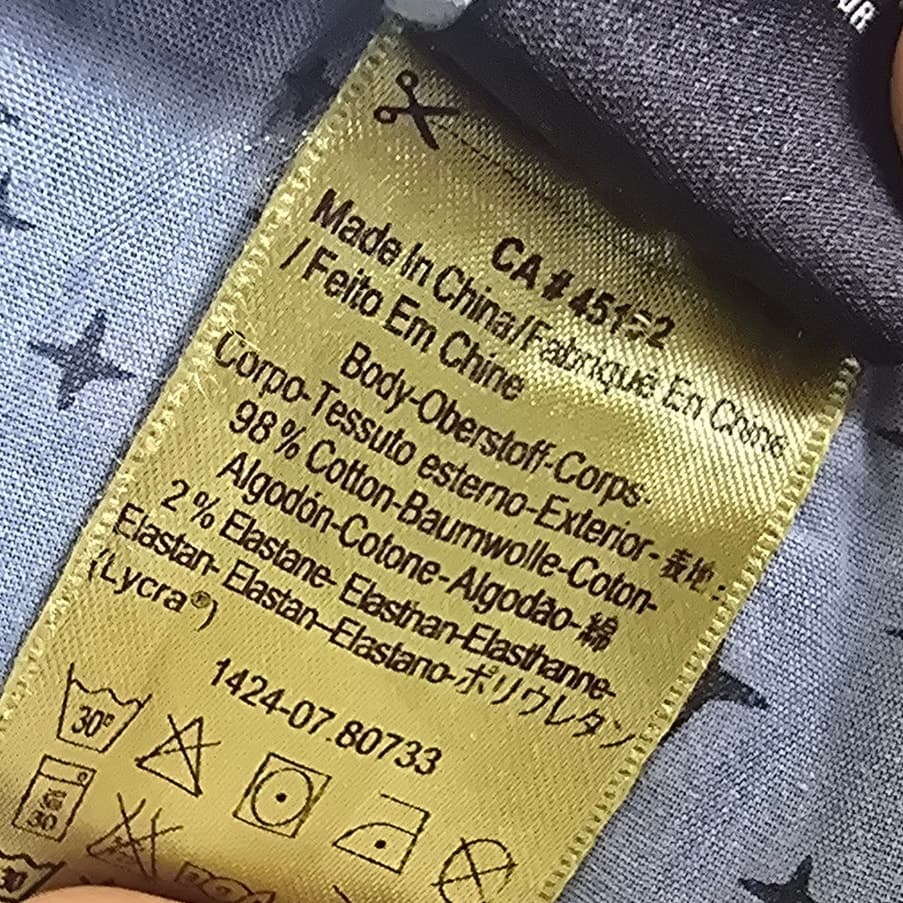 CA # 451
Made In China/Fabriqué En Chine
/ Feito Em Chine
Body-Oberstoff-Corps-
Corpo-Tessuto esterno-Exterior-表地:
98% Cotton-Baumwolle-Coton-
Algodón-Cotone-Algodão-綿
2 % Elastane- Elasthan-Elasthanne-
Elastan- Elastan-Elastano-ポリウレタン
(Lycra®)
1424-07.80733
30°
30
30